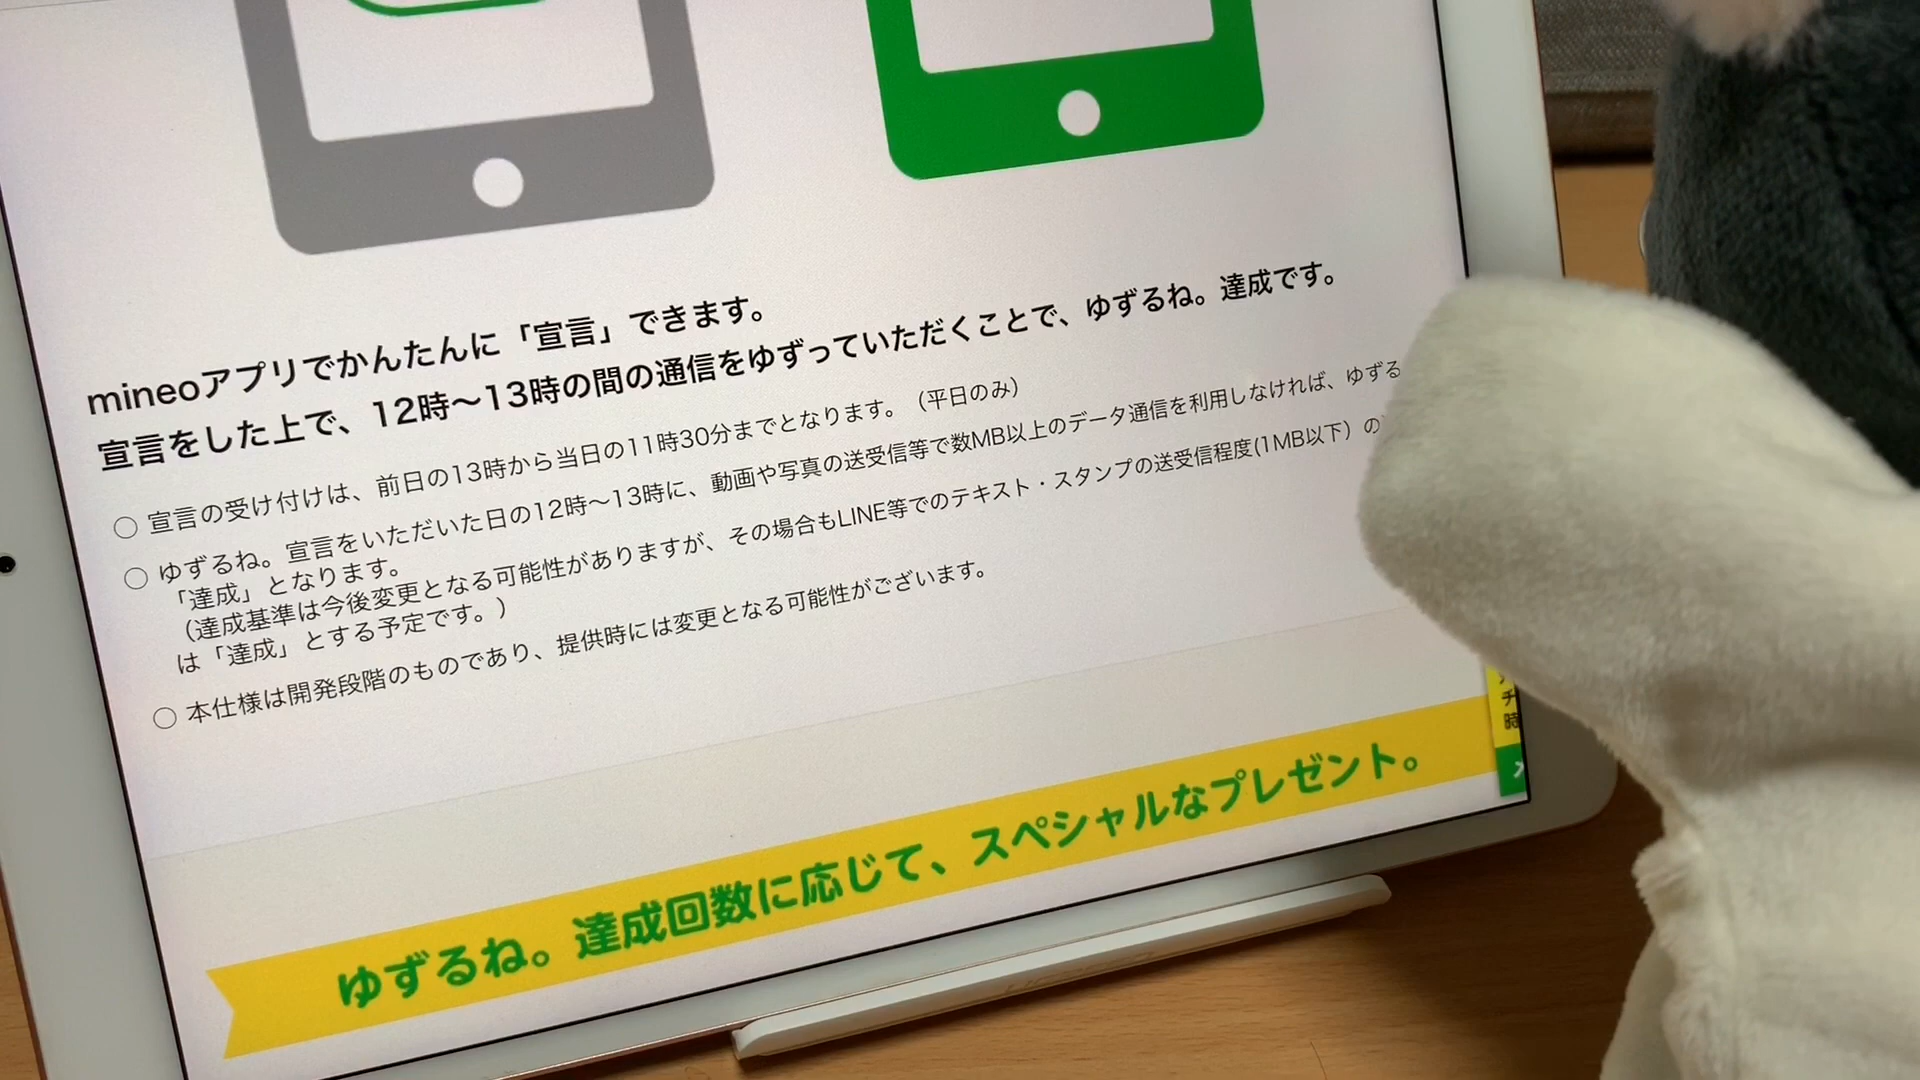 mineoアプリでかんたんに「宣言」できます。
宣言をした上で、12時〜13時の間の通信をゆずっていただくことで、ゆずるね。達成です。
○ 宣言の受け付けは、前日の13時から当日の11時30分までとなります。（平日のみ）
○ ゆずるね。宣言をいただいた日の12時〜13時に、動画や写真の送受信等で数MB以上のデータ通信を利用しなければ、ゆずる
「達成」となります。
（達成基準は今後変更となる可能性がありますが、その場合もLINE等でのテキスト・スタンプの送受信程度(1MB以下）の
は「達成」とする予定です。）
○ 本仕様は開発段階のものであり、提供時には変更となる可能性がございます。
チ
時
ゆずるね。達成回数に応じて、スペシャルなプレゼント。